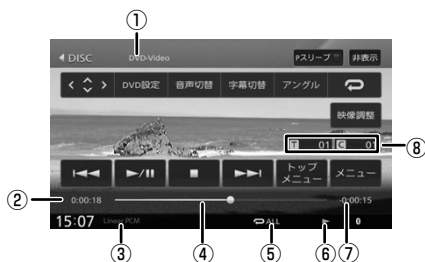 ①
◀ DISC DVD-Video Pスリープ 非表示
DVD設定 音声切替 字幕切替 アングル
映像調整
T 01 C 01 ⑧
トップメニュー メニュー
② 0:00:18 -0:00:15
15:07 Linear PCM ALL 0
③ ④ ⑤ ⑥ ⑦